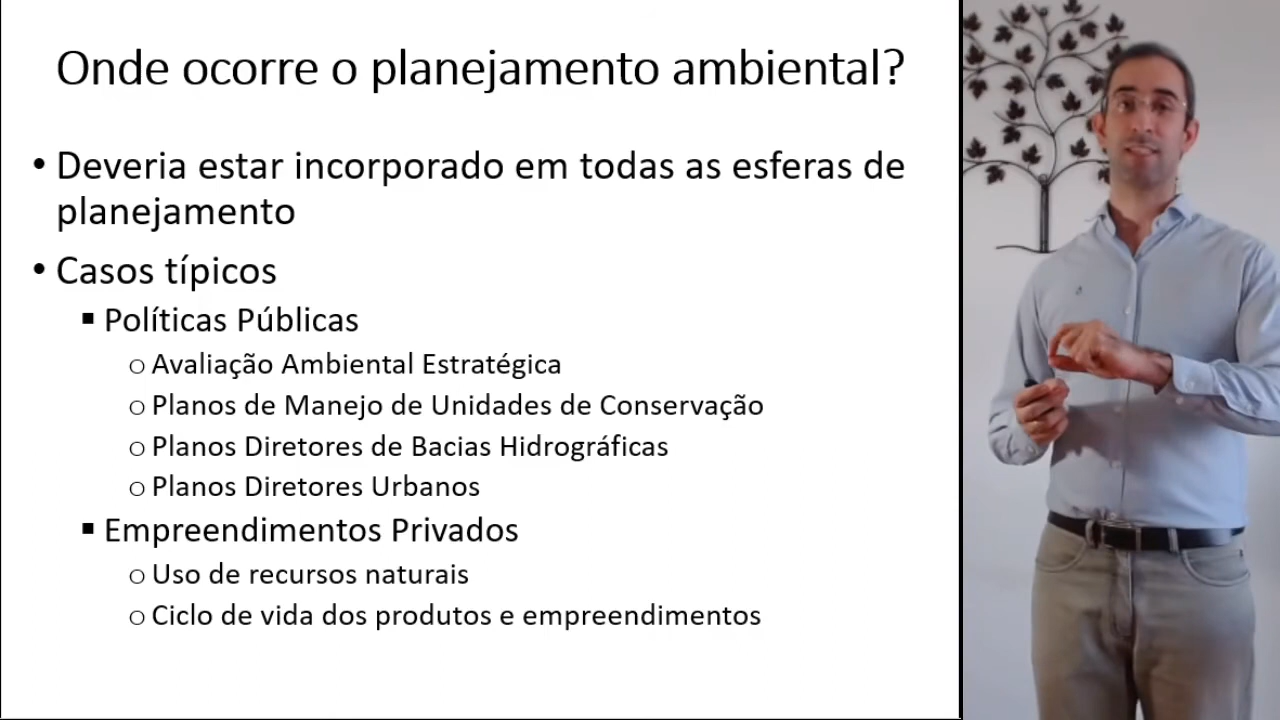 Onde ocorre o planejamento ambiental?
• Deveria estar incorporado em todas as esferas de
planejamento
• Casos típicos
▪ Políticas Públicas
○ Avaliação Ambiental Estratégica
○ Planos de Manejo de Unidades de Conservação
○ Planos Diretores de Bacias Hidrográficas
○ Planos Diretores Urbanos
▪ Empreendimentos Privados
○ Uso de recursos naturais
○ Ciclo de vida dos produtos e empreendimentos